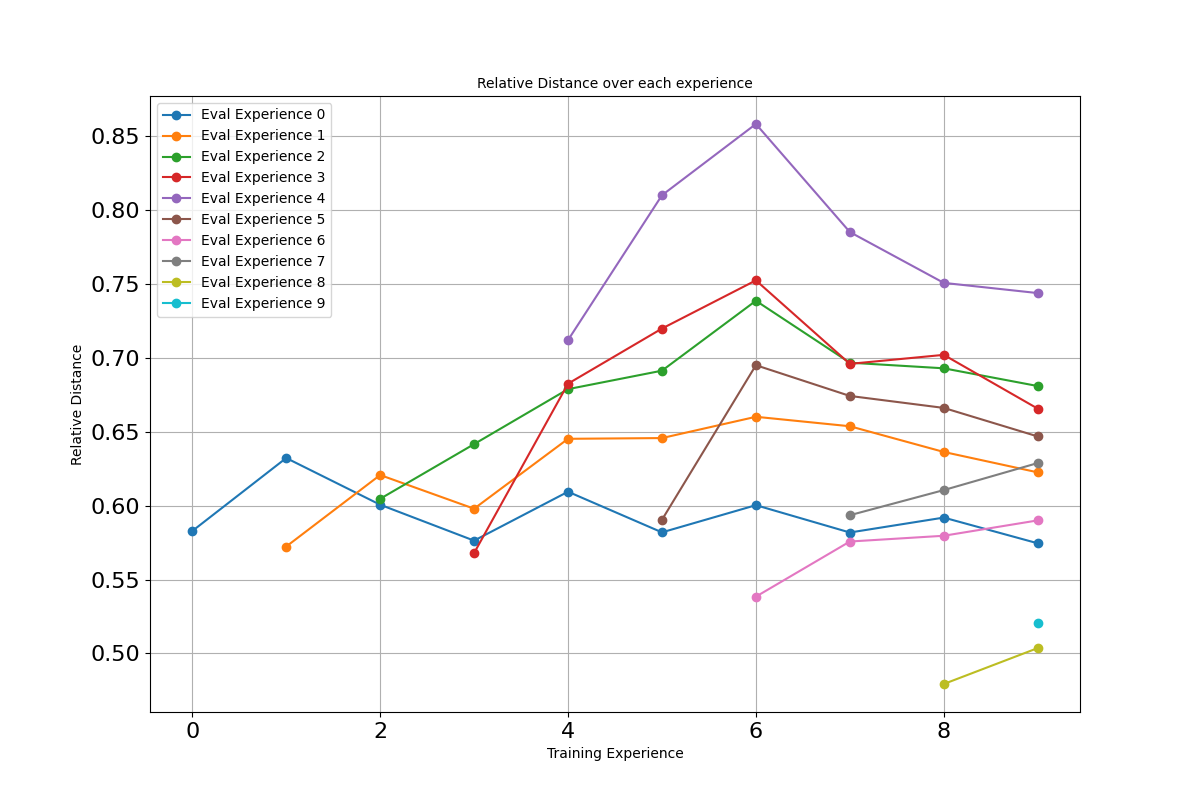 Relative Distance over each experience
Eval Experience 0
Eval Experience 1
Eval Experience 2
Eval Experience 3
Eval Experience 4
Eval Experience 5
Eval Experience 6
Eval Experience 7
Eval Experience 8
Eval Experience 9
0.85
0.80
0.75
0.70
0.65
0.60
0.55
0.50
Relative Distance
0 2 4 6 8
Training Experience